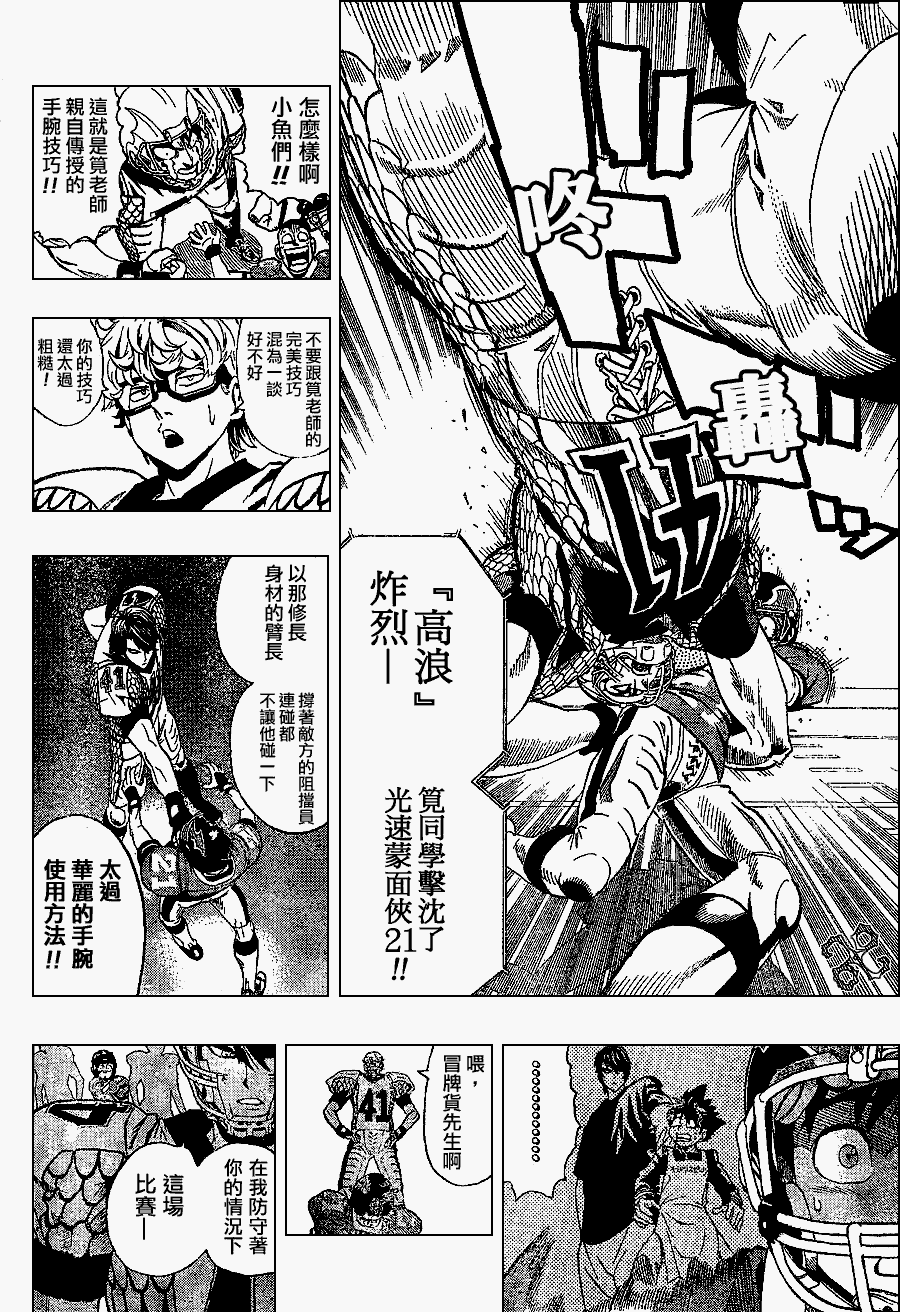 咚
轟
41
『高浪』
炸烈—
筧同學擊沈了
光速蒙面俠21!!
怎麼樣啊
小魚們!!
這就是筧老師
親自傳授的
手腕技巧!!
不要跟筧老師的
完美技巧
混為一談
好不好
你的技巧
還太過
粗糙!
以那修長
身材的臂長
撐著敵方的阻擋員
連碰都
不讓他碰一下
41
21
太過
華麗的手腕
使用方法!!
。。。。。。。。。
喂,
冒牌貨先生啊
41
在我防守著
你的情況下
這場
比賽—
4